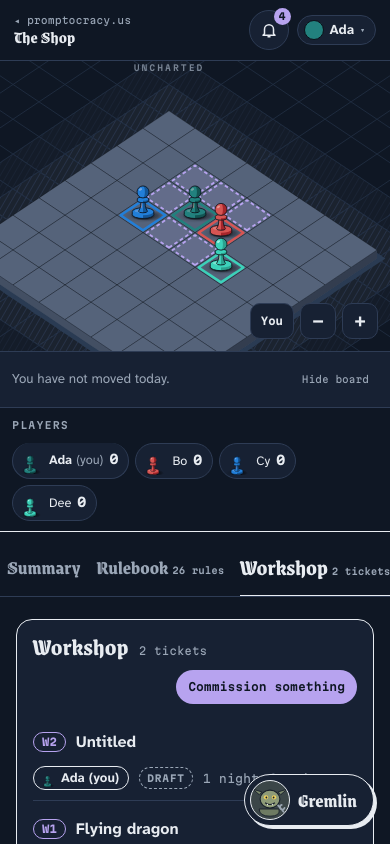 ◂ promptocracy.us
The Shop
4
Ada
UNCHARTED
You
−
+
You have not moved today.
Hide board
PLAYERS
Ada (you) 0
Bo 0
Cy 0
Dee 0
Summary
Rulebook 26 rules
Workshop 2 tickets
Workshop 2 tickets
Commission something
W2 Untitled
Ada (you) DRAFT 1 night
Gremlin
W1 Flying dragon